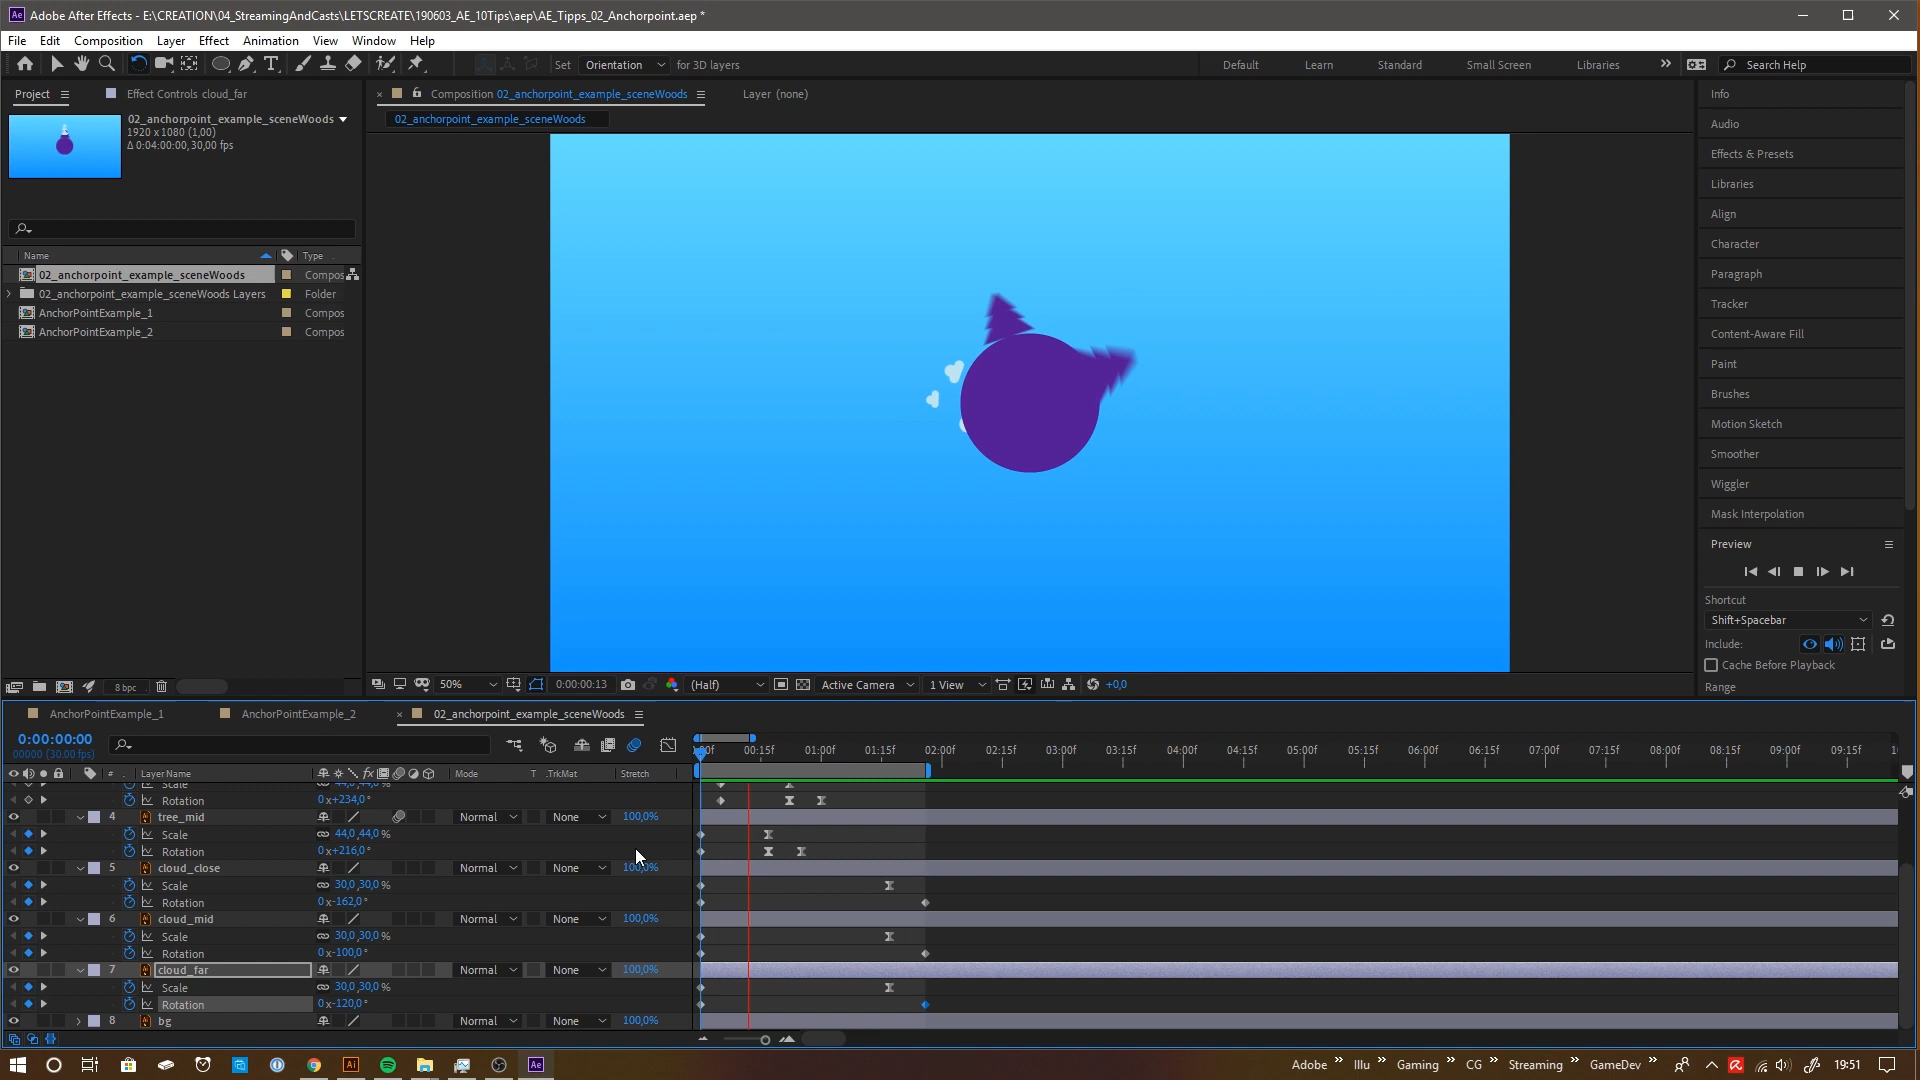 Adobe After Effects - E:\CREATION\04_StreamingAndCasts\LETSCREATE\190603_AE_10Tips\aep\AE_Tipps_02_Anchorpoint.aep *
File Edit Composition Layer Effect Animation View Window Help
Set Orientation for 3D layers Default Learn Standard Small Screen Libraries Search Help
Project Effect Controls cloud_far Composition 02_anchorpoint_example_sceneWoods Layer (none)
02_anchorpoint_example_sceneWoods
1920 x 1080 (1,00)
Δ 0:04:00:00, 30,00 fps
02_anchorpoint_example_sceneWoods
Name Type
02_anchorpoint_example_sceneWoods Compos
02_anchorpoint_example_sceneWoods Layers Folder
AnchorPointExample_1 Compos
AnchorPointExample_2 Compos
Info
Audio
Effects & Presets
Libraries
Align
Character
Paragraph
Tracker
Content-Aware Fill
Paint
Brushes
Motion Sketch
Smoother
Wiggler
Mask Interpolation
Preview
Shortcut
Shift+Spacebar
Include:
Cache Before Playback
Range
8 bpc 50% 0:00:00:13 (Half) Active Camera 1 View +0,0
AnchorPointExample_1 AnchorPointExample_2 02_anchorpoint_example_sceneWoods
0:00:00:00
00000 (30.00 fps)
00f 00:15f 01:00f 01:15f 02:00f 02:15f 03:00f 03:15f 04:00f 04:15f 05:00f 05:15f 06:00f 06:15f 07:00f 07:15f 08:00f 08:15f 09:00f 09:15f
# Layer Name fx Mode T .TrkMat Stretch
Scale 44,0,44,0 %
Rotation 0x+234,0°
4 tree_mid Normal None 100,0%
Scale 44,0,44,0 %
Rotation 0x+216,0°
5 cloud_close Normal None 100,0%
Scale 30,0,30,0 %
Rotation 0x-162,0°
6 cloud_mid Normal None 100,0%
Scale 30,0,30,0 %
Rotation 0x-100,0°
7 cloud_far Normal None 100,0%
Scale 30,0,30,0 %
Rotation 0x-120,0°
8 bg Normal None 100,0%
Ai Ae Adobe » Illu » Gaming » CG » Streaming » GameDev » 19:51